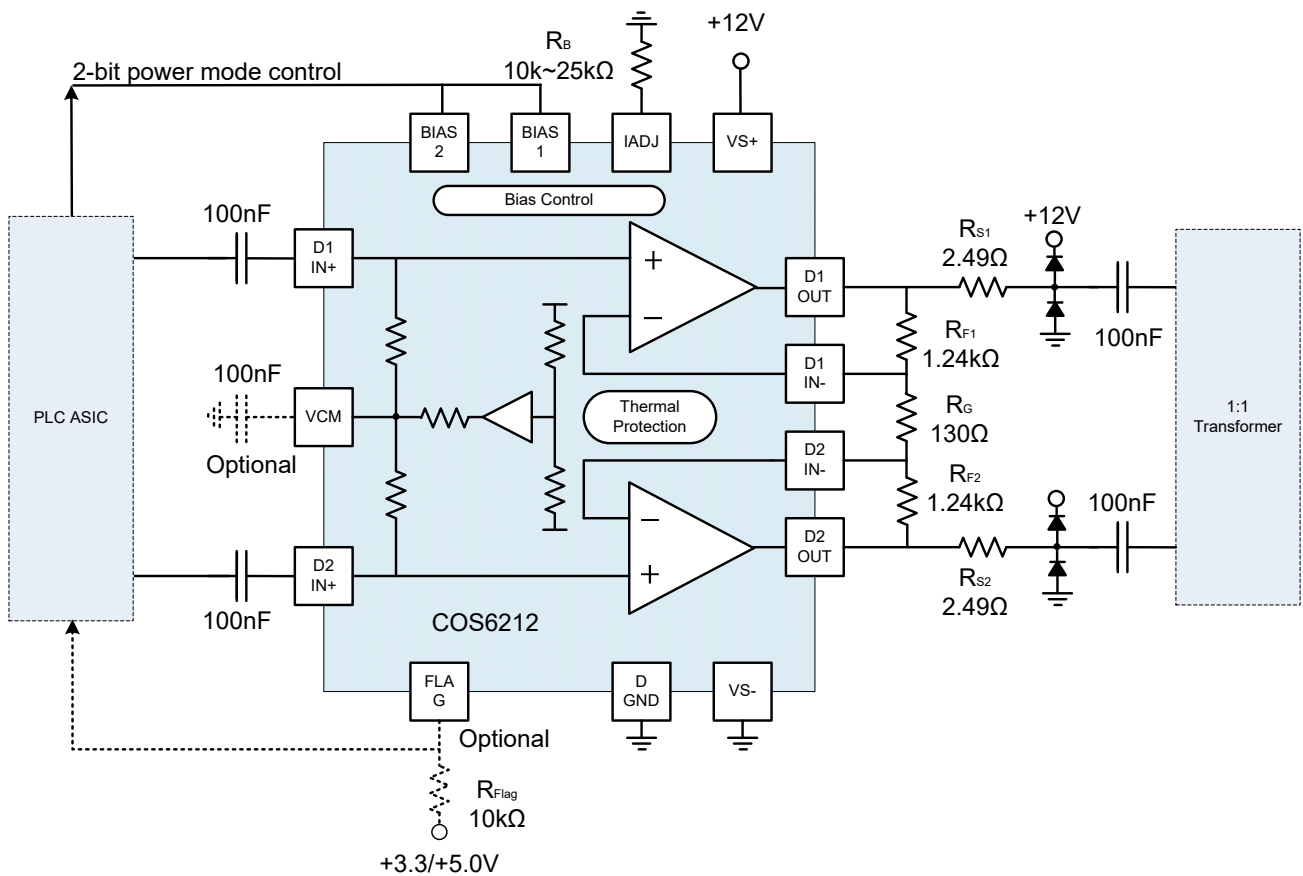 +12V
RB
10k~25kΩ
2-bit power mode control
BIAS
2
BIAS
1
IADJ
VS+
Bias Control
100nF
D1
IN+
RS1
2.49Ω
+12V
D1
OUT
100nF
RF1
1.24kΩ
D1
IN-
100nF
VCM
Optional
Thermal
Protection
RG
130Ω
PLC ASIC
1:1
Transformer
D2
IN-
RF2
1.24kΩ
100nF
D2
OUT
D2
IN+
100nF
RS2
2.49Ω
COS6212
FLA
G
D
GND
VS-
Optional
RFlag
10kΩ
+3.3/+5.0V